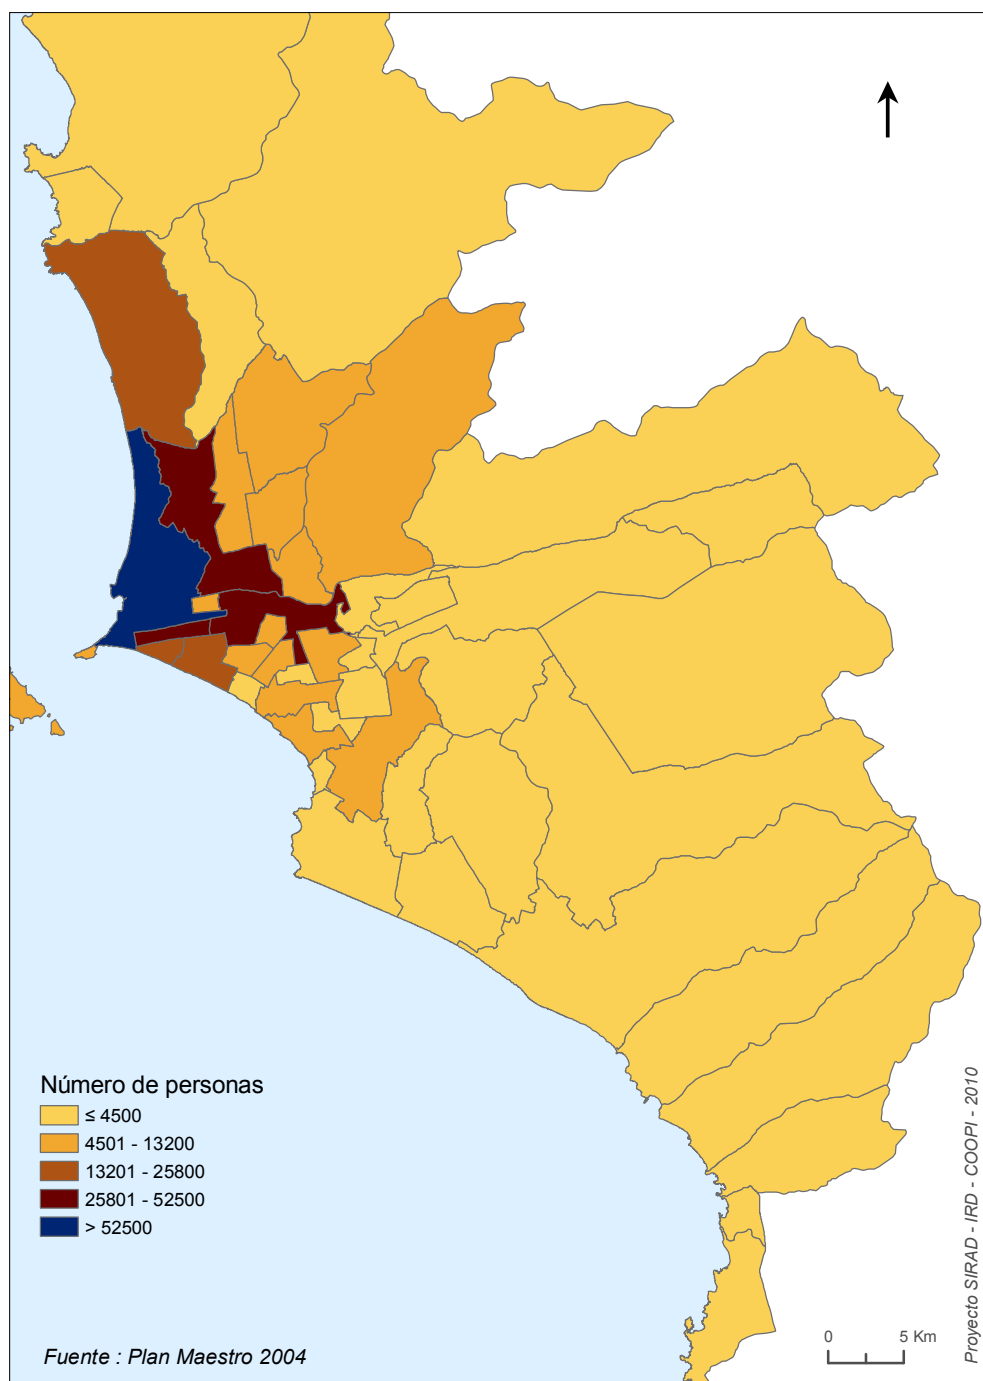 Número de personas
≤ 4500
4501 - 13200
13201 - 25800
25801 - 52500
> 52500
Fuente : Plan Maestro 2004
0 5 Km
Proyecto SIRAD - IRD - COOPI - 2010